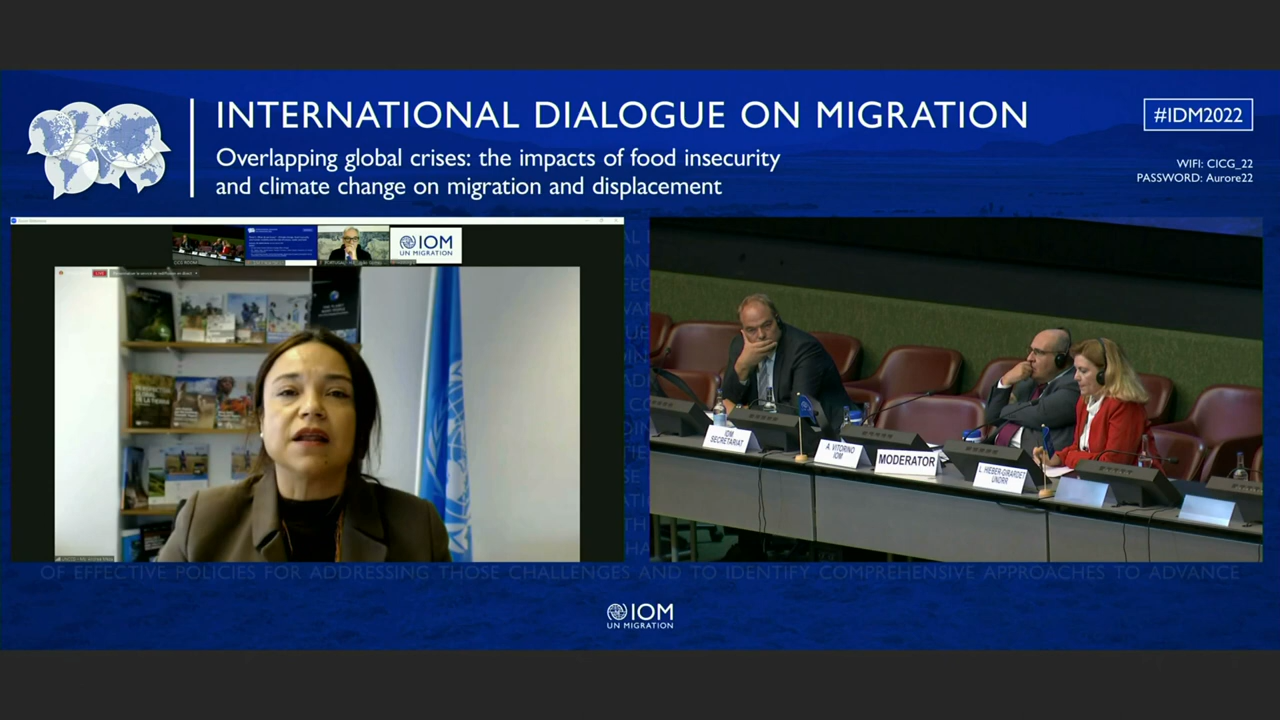 INTERNATIONAL DIALOGUE ON MIGRATION
Overlapping global crises: the impacts of food insecurity
and climate change on migration and displacement
#IDM2022
WIFI: CICG_22
PASSWORD: Aurore22
IOM
UN MIGRATION
IDM
SECRETARIAT
A. VITORINO
IOM
MODERATOR
L. HIEBER-GIRARDET
UNDRR
OF EFFECTIVE POLICIES FOR ADDRESSING THOSE CHALLENGES AND TO IDENTIFY COMPREHENSIVE APPROACHES TO ADVANCE
IOM
UN MIGRATION